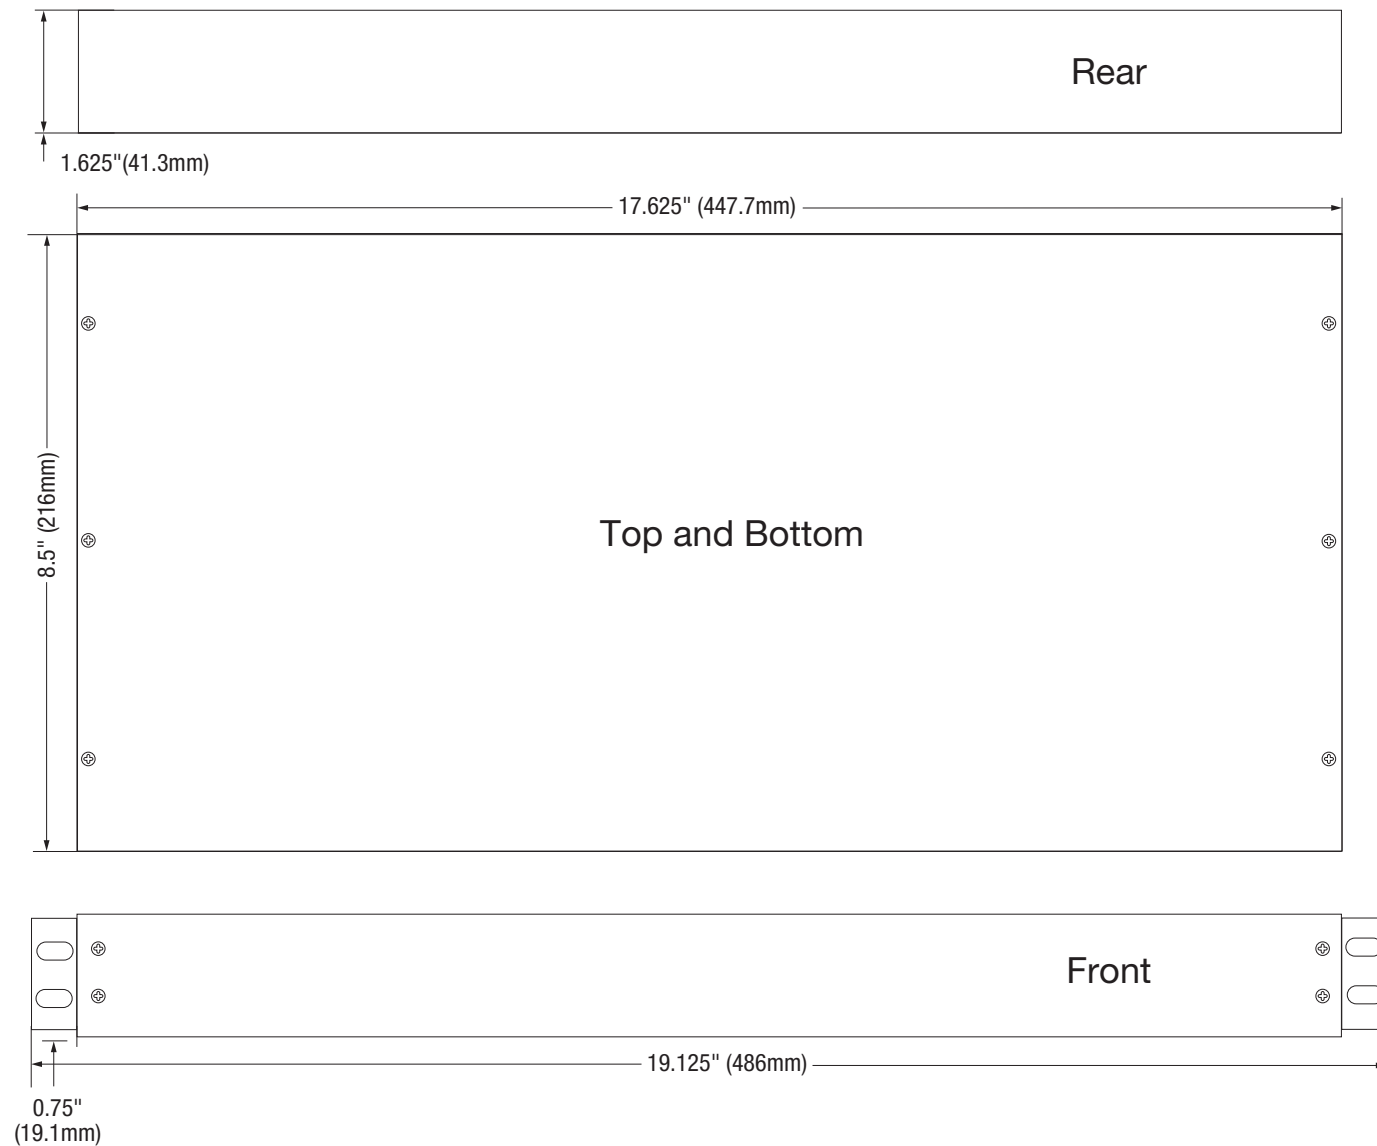 Rear
1.625"(41.3mm)
17.625" (447.7mm)
8.5" (216mm)
Top and Bottom
Front
19.125" (486mm)
0.75"
(19.1mm)